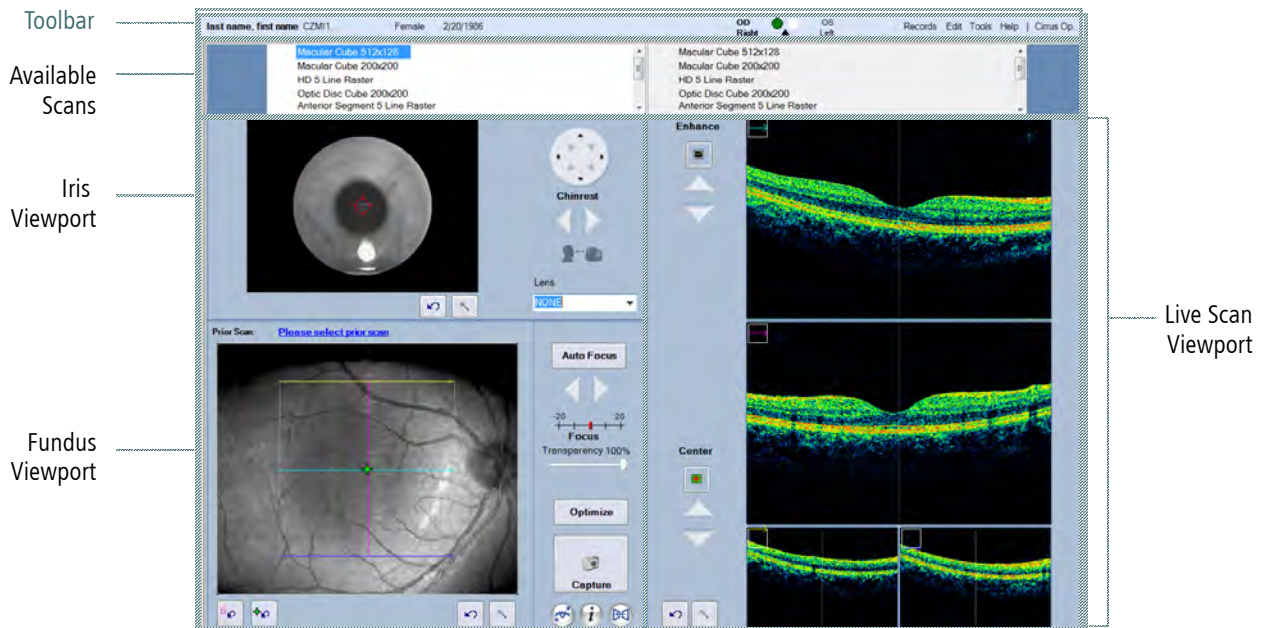 Toolbar
last name, first name CZMI1 Female 2/20/1986 OD Right OS Left Records Edit Tools Help | Cirrus Op
Available Scans
Macular Cube 512x128
Macular Cube 200x200
HD 5 Line Raster
Optic Disc Cube 200x200
Anterior Segment 5 Line Raster
Macular Cube 512x128
Macular Cube 200x200
HD 5 Line Raster
Optic Disc Cube 200x200
Anterior Segment 5 Line Raster
Iris Viewport
Chinrest
Lens
NONE
Enhance
Live Scan Viewport
Prior Scan: Please select prior scan
Fundus Viewport
Auto Focus
-20 20
Focus
Transparency 100%
Optimize
Capture
Center